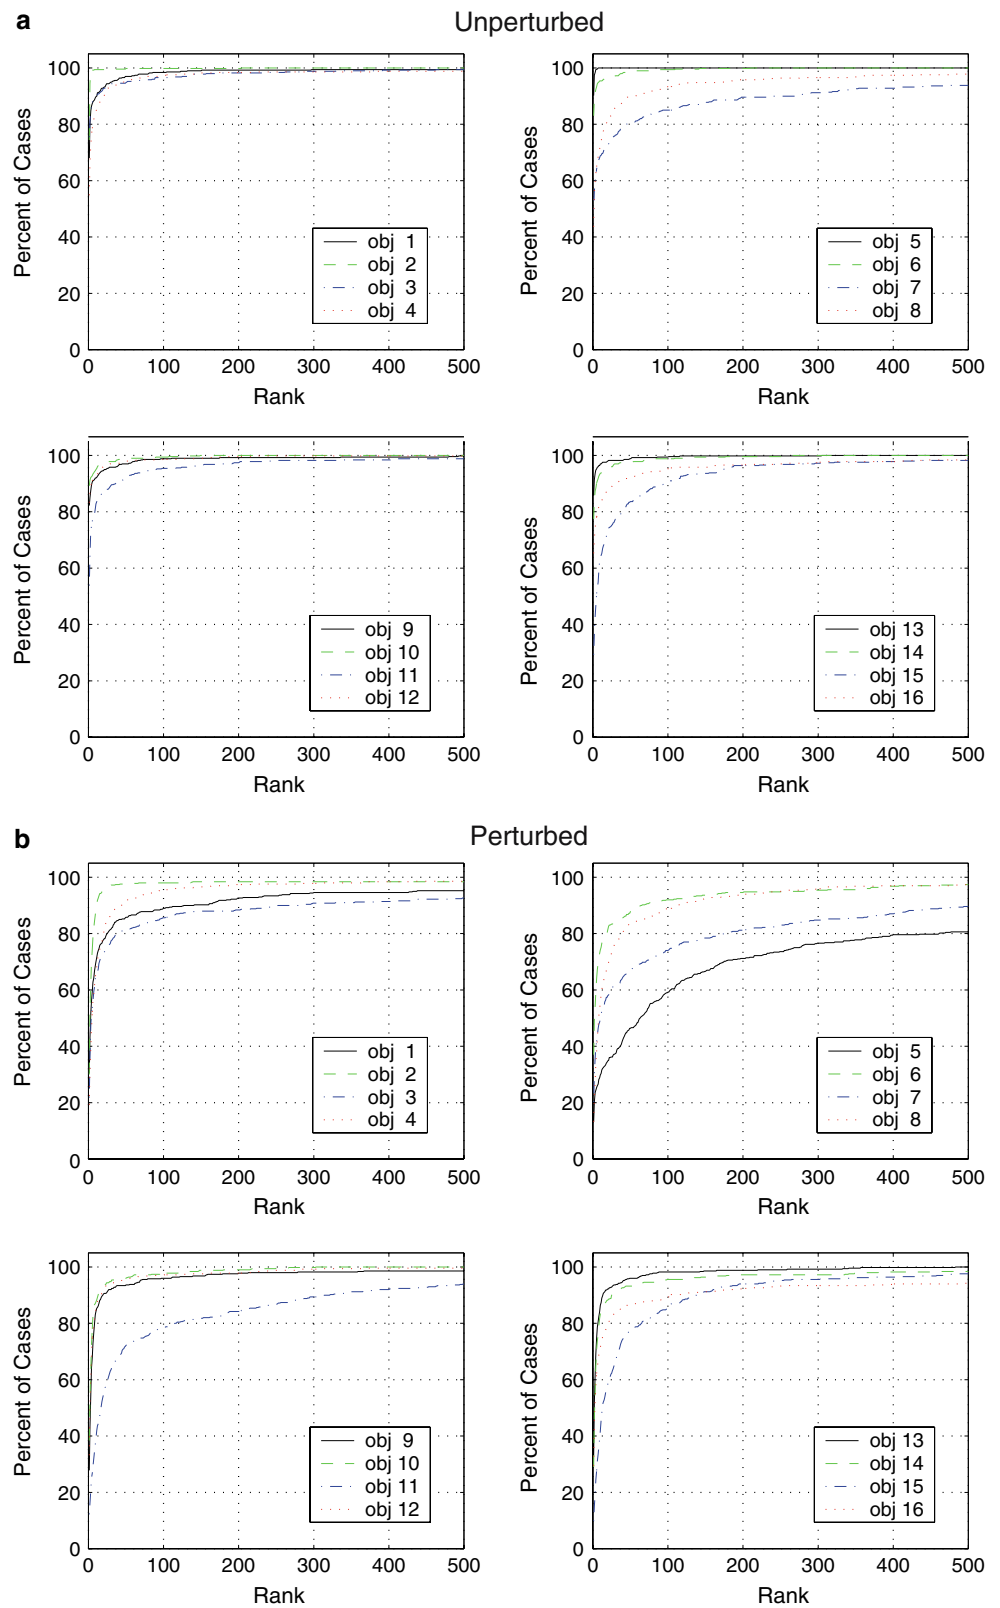 a
Unperturbed
100
80
60
40
20
0
Percent of Cases
obj 1
obj 2
obj 3
obj 4
0 100 200 300 400 500
Rank
100
80
60
40
20
0
Percent of Cases
obj 5
obj 6
obj 7
obj 8
0 100 200 300 400 500
Rank
100
80
60
40
20
0
Percent of Cases
obj 9
obj 10
obj 11
obj 12
0 100 200 300 400 500
Rank
100
80
60
40
20
0
Percent of Cases
obj 13
obj 14
obj 15
obj 16
0 100 200 300 400 500
Rank
b
Perturbed
100
80
60
40
20
0
Percent of Cases
obj 1
obj 2
obj 3
obj 4
0 100 200 300 400 500
Rank
100
80
60
40
20
0
Percent of Cases
obj 5
obj 6
obj 7
obj 8
0 100 200 300 400 500
Rank
100
80
60
40
20
0
Percent of Cases
obj 9
obj 10
obj 11
obj 12
0 100 200 300 400 500
Rank
100
80
60
40
20
0
Percent of Cases
obj 13
obj 14
obj 15
obj 16
0 100 200 300 400 500
Rank